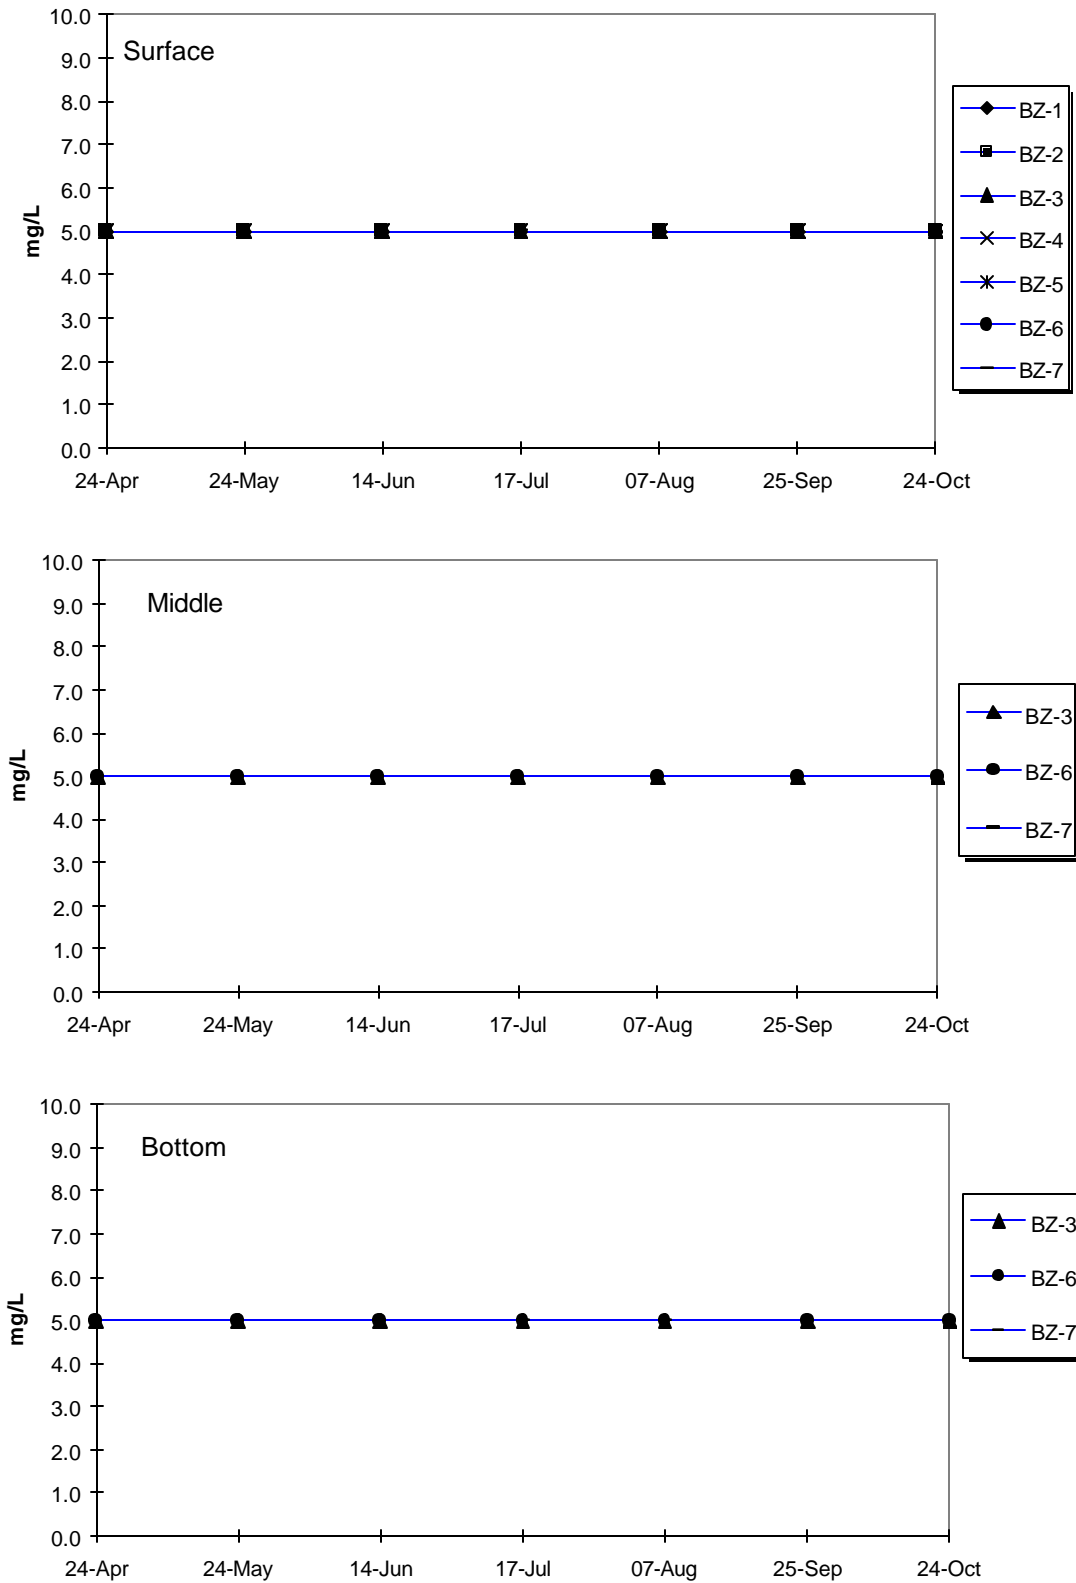 10.0
Surface
9.0
8.0
7.0
6.0
5.0
4.0
3.0
2.0
1.0
0.0
mg/L
24-Apr 24-May 14-Jun 17-Jul 07-Aug 25-Sep 24-Oct
BZ-1
BZ-2
BZ-3
BZ-4
BZ-5
BZ-6
BZ-7
10.0
Middle
9.0
8.0
7.0
6.0
5.0
4.0
3.0
2.0
1.0
0.0
mg/L
24-Apr 24-May 14-Jun 17-Jul 07-Aug 25-Sep 24-Oct
BZ-3
BZ-6
BZ-7
10.0
Bottom
9.0
8.0
7.0
6.0
5.0
4.0
3.0
2.0
1.0
0.0
mg/L
24-Apr 24-May 14-Jun 17-Jul 07-Aug 25-Sep 24-Oct
BZ-3
BZ-6
BZ-7